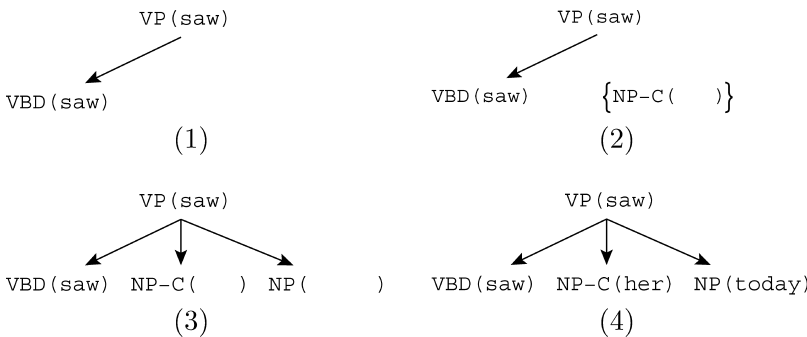 VP(saw) VP(saw)
VBD(saw) VBD(saw) {NP-C( )}
(1) (2)
VP(saw) VP(saw)
VBD(saw) NP-C( ) NP( ) VBD(saw) NP-C(her) NP(today)
(3) (4)